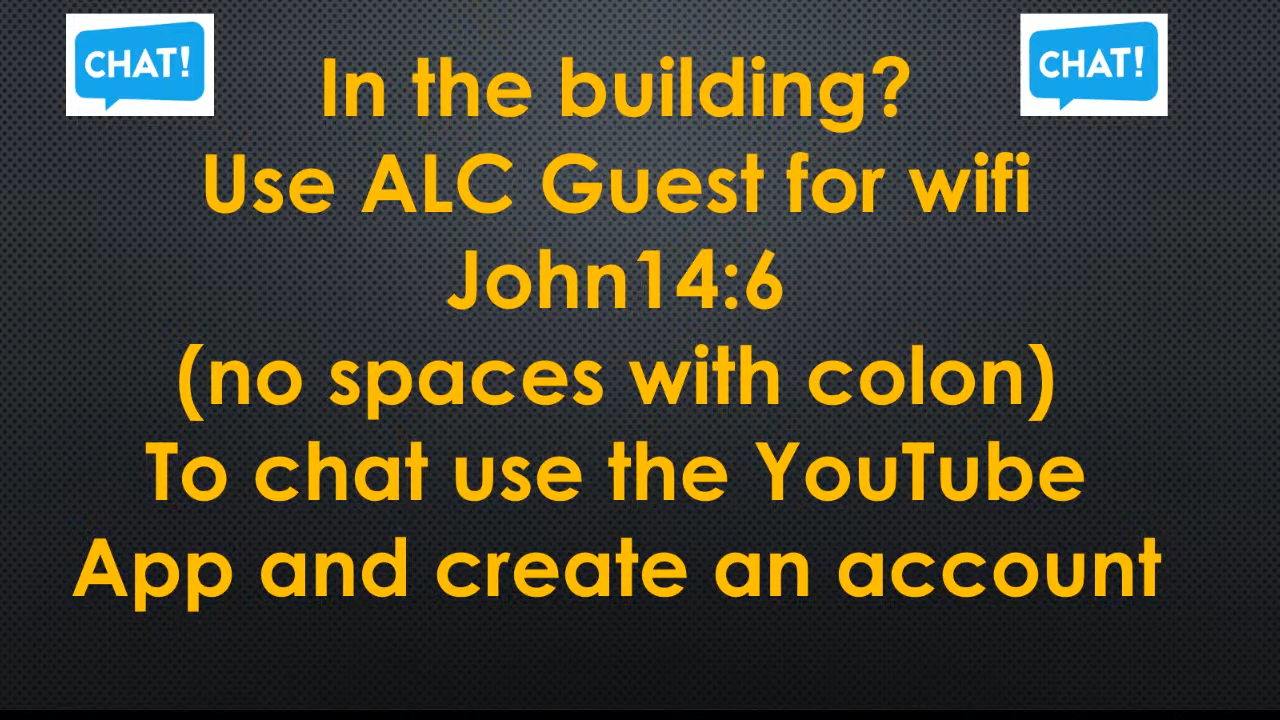 CHAT!
CHAT!
In the building?
Use ALC Guest for wifi
John14:6
(no spaces with colon)
To chat use the YouTube
App and create an account